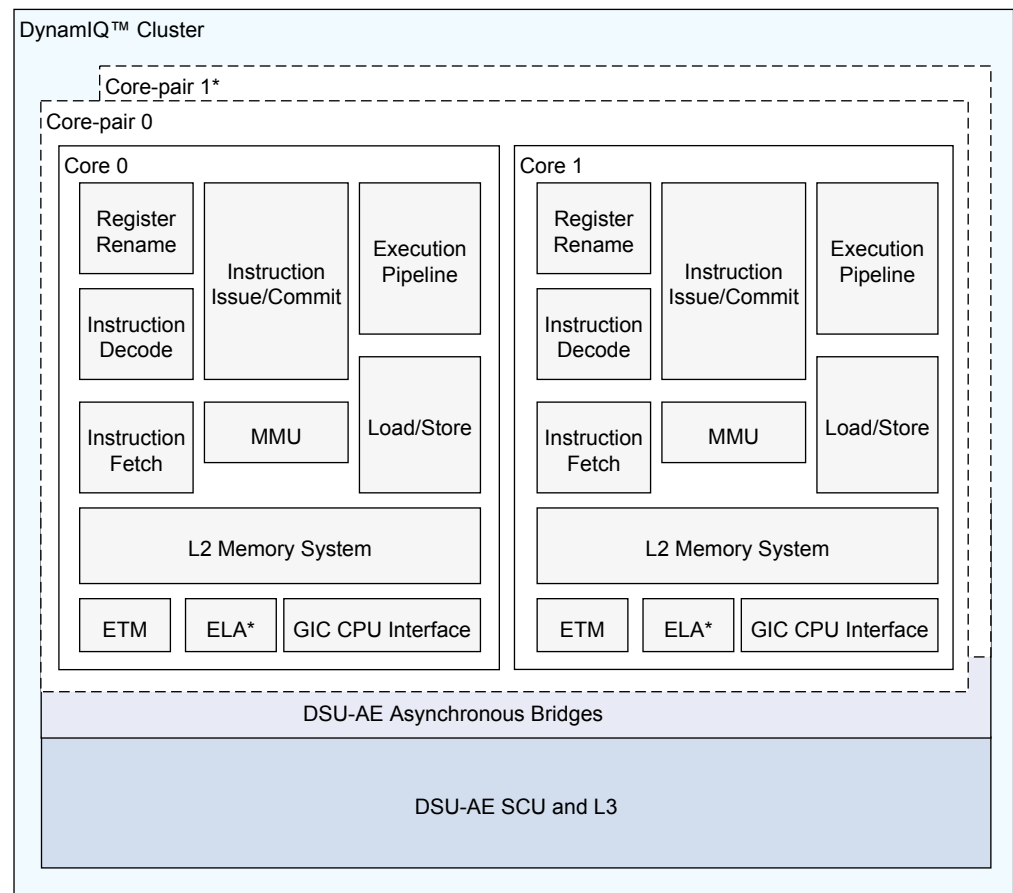 DynamIQ™ Cluster
Core-pair 1*
Core-pair 0
Core 0
Register
Rename
Instruction
Issue/Commit
Execution
Pipeline
Instruction
Decode
Instruction
Fetch
MMU
Load/Store
L2 Memory System
ETM
ELA*
GIC CPU Interface
Core 1
Register
Rename
Instruction
Issue/Commit
Execution
Pipeline
Instruction
Decode
Instruction
Fetch
MMU
Load/Store
L2 Memory System
ETM
ELA*
GIC CPU Interface
DSU-AE Asynchronous Bridges
DSU-AE SCU and L3